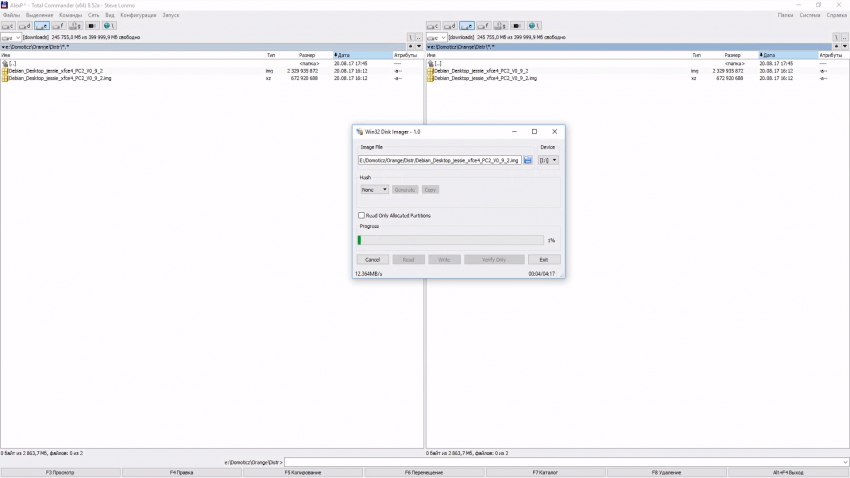 AlexP* - Total Commander (x64) 8.52a - Steve Lonmo
Файлы Выделение Команды Сеть Вид Конфигурация Запуск Папки Система Справка
c d e f g \ c d e f g \
[downloads] 245 755,0 Мб из 399 999,9 Мб свободно \ .. [downloads] 245 755,0 Мб из 399 999,9 Мб свободно \ ..
e:\Domoticz\Orange\Distr\*.* e:\Domoticz\Orange\Distr\*.*
Имя Тип Размер Дата Атрибуты Имя Тип Размер Дата Атрибуты
[..] <папка> 20.08.17 17:45 ---- [..] <папка> 20.08.17 17:45 ----
Debian_Desktop_jessie_xfce4_PC2_V0_9_2 img 2 329 935 872 20.08.17 16:12 -a-- Debian_Desktop_jessie_xfce4_PC2_V0_9_2 img 2 329 935 872 20.08.17 16:12 -a--
Debian_Desktop_jessie_xfce4_PC2_V0_9_2.img xz 672 920 688 20.08.17 16:12 -a-- Debian_Desktop_jessie_xfce4_PC2_V0_9_2.img xz 672 920 688 20.08.17 16:12 -a--
Win32 Disk Imager - 1.0
Image File Device
E:/Domoticz/Orange/Distr/Debian_Desktop_jessie_xfce4_PC2_V0_9_2.img
Hash
None Generate Copy
Read Only Allocated Partitions
Progress
1%
Cancel Read Write Verify Only Exit
12.364MB/s 00:04/04:17
0 байт из 2 863,7 Мб, файлов: 0 из 2 0 байт из 2 863,7 Мб, файлов: 0 из 2
e:\Domoticz\Orange\Distr>
F3 Просмотр F4 Правка F5 Копирование F6 Перемещение F7 Каталог F8 Удаление Alt+F4 Выход